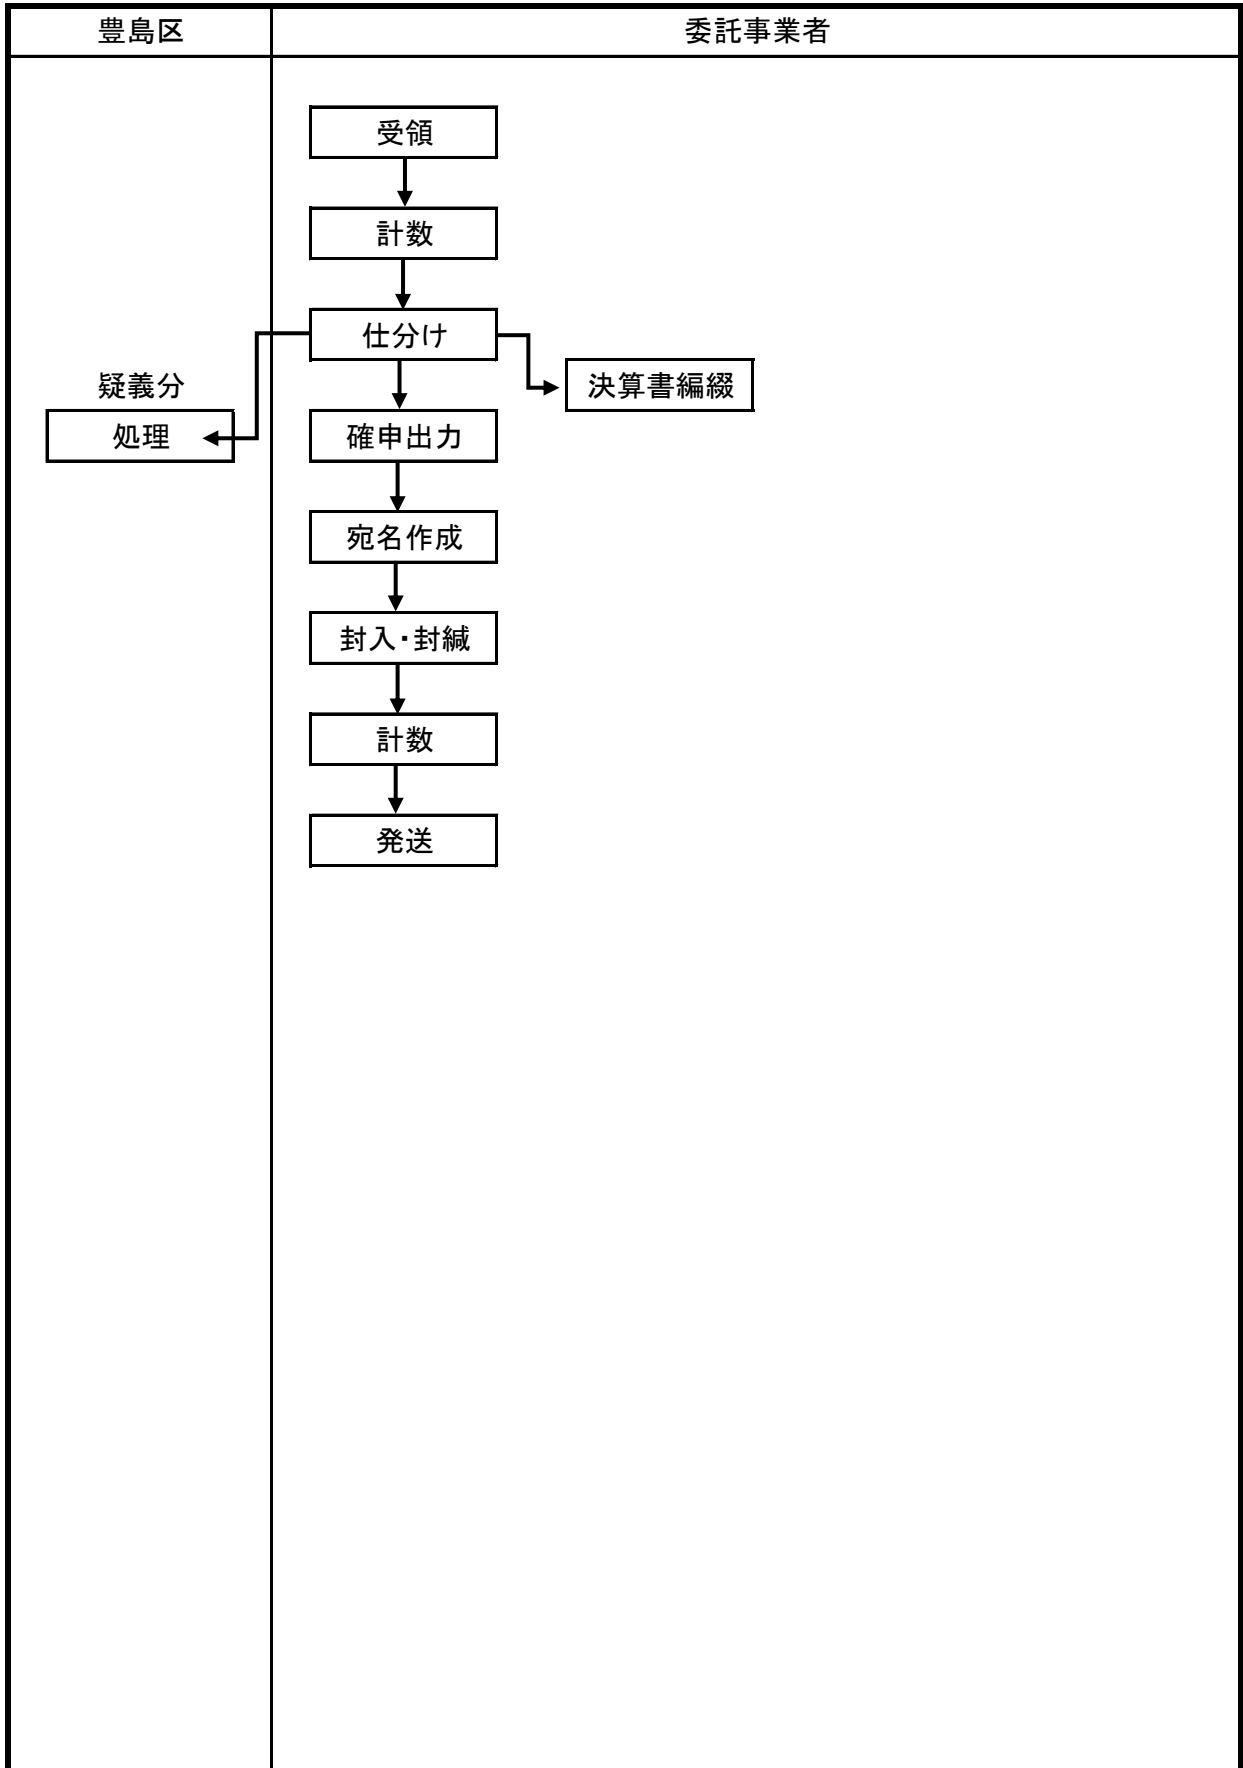 豊島区
委託事業者
受領
計数
仕分け
疑義分
決算書編綴
処理
確申出力
宛名作成
封入・封緘
計数
発送